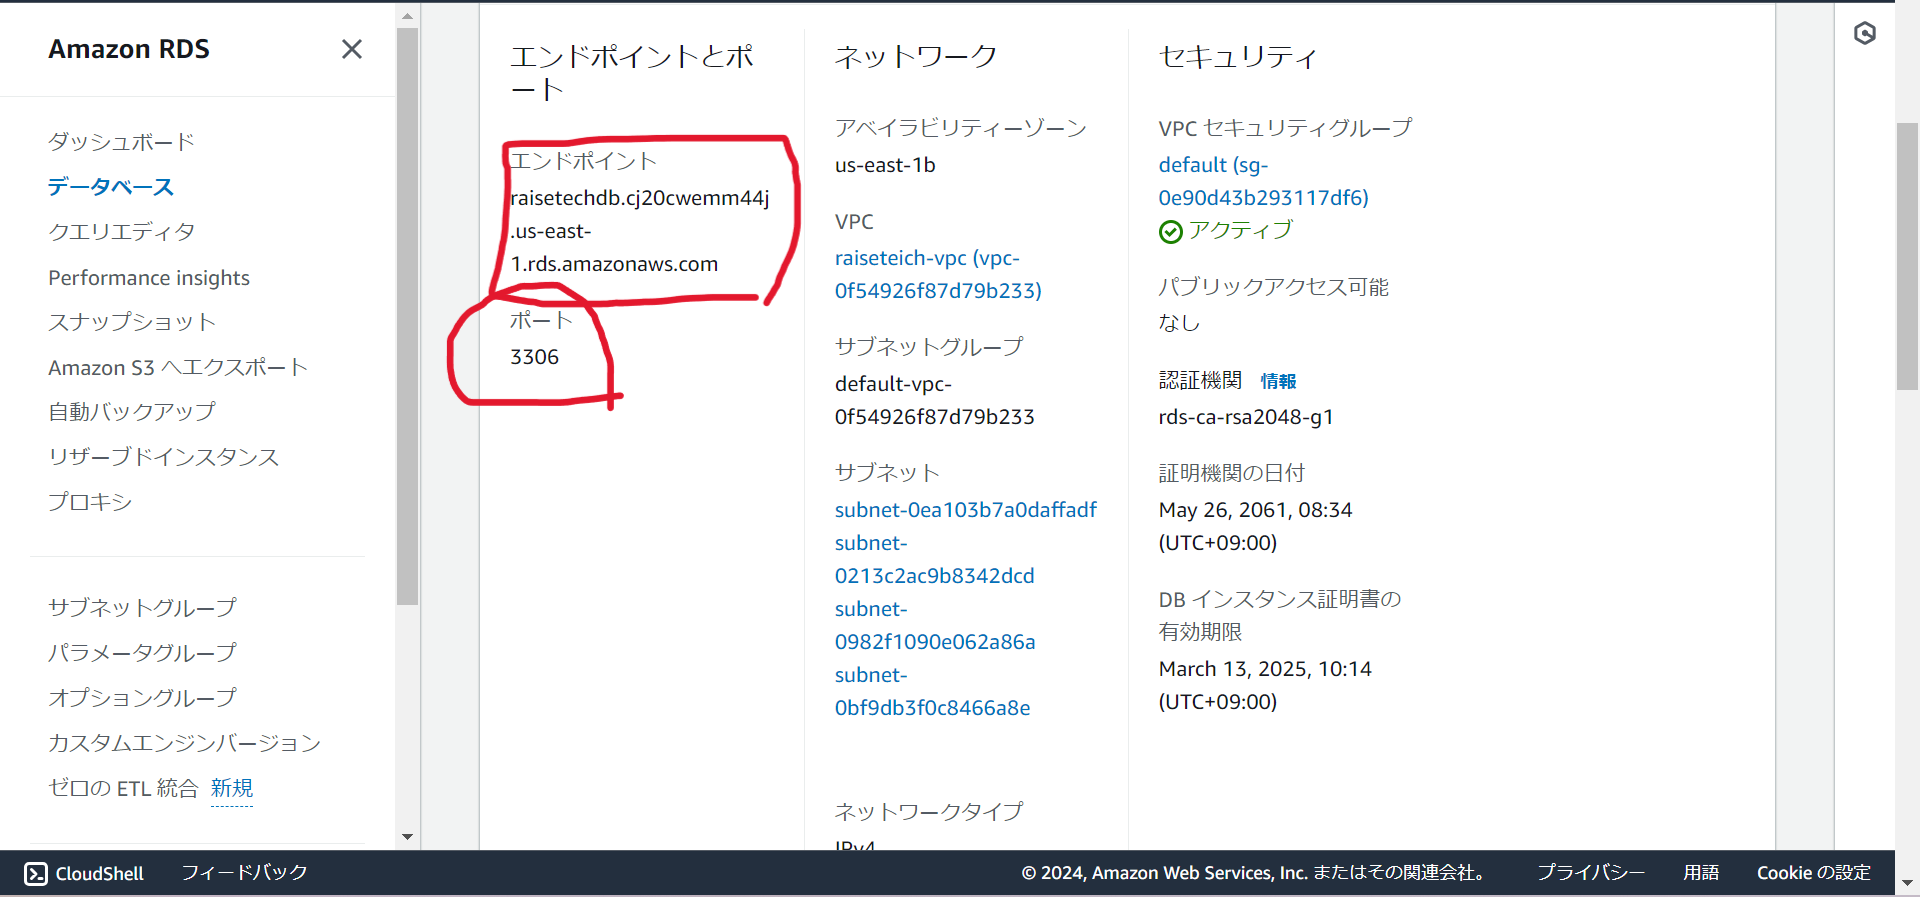 Amazon RDS
ダッシュボード
データベース
クエリエディタ
Performance insights
スナップショット
Amazon S3 へエクスポート
自動バックアップ
リザーブドインスタンス
プロキシ
サブネットグループ
パラメータグループ
オプショングループ
カスタムエンジンバージョン
ゼロの ETL 統合 新規
エンドポイントとポ
ート
エンドポイント
raisetechdb.cj20cwemm44j
.us-east-
1.rds.amazonaws.com
ポート
3306
ネットワーク
アベイラビリティーゾーン
us-east-1b
VPC
raiseteich-vpc (vpc-
0f54926f87d79b233)
サブネットグループ
default-vpc-
0f54926f87d79b233
サブネット
subnet-0ea103b7a0daffadf
subnet-
0213c2ac9b8342dcd
subnet-
0982f1090e062a86a
subnet-
0bf9db3f0c8466a8e
ネットワークタイプ
IPv4
セキュリティ
VPC セキュリティグループ
default (sg-
0e90d43b293117df6)
アクティブ
パブリックアクセス可能
なし
認証機関 情報
rds-ca-rsa2048-g1
証明機関の日付
May 26, 2061, 08:34
(UTC+09:00)
DB インスタンス証明書の
有効期限
March 13, 2025, 10:14
(UTC+09:00)
CloudShell フィードバック © 2024, Amazon Web Services, Inc. またはその関連会社。 プライバシー 用語 Cookie の設定